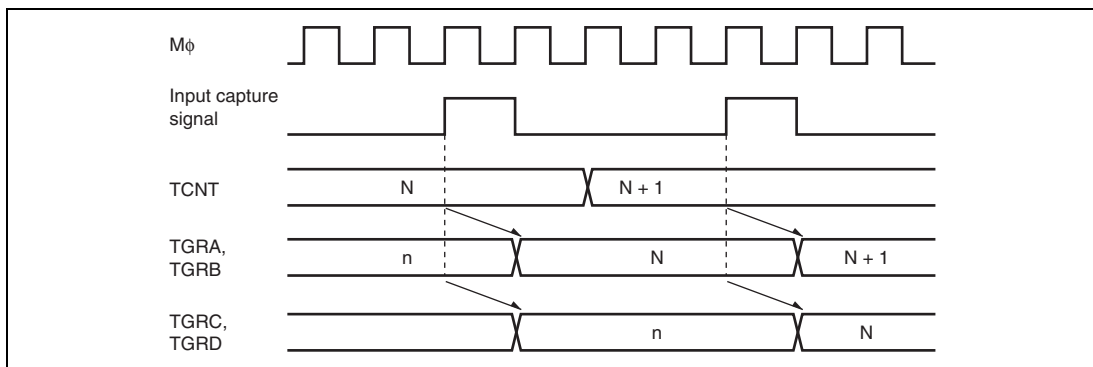 Mφ
Input capture
signal
TCNT
N
N + 1
TGRA,
TGRB
n
N
N + 1
TGRC,
TGRD
n
N